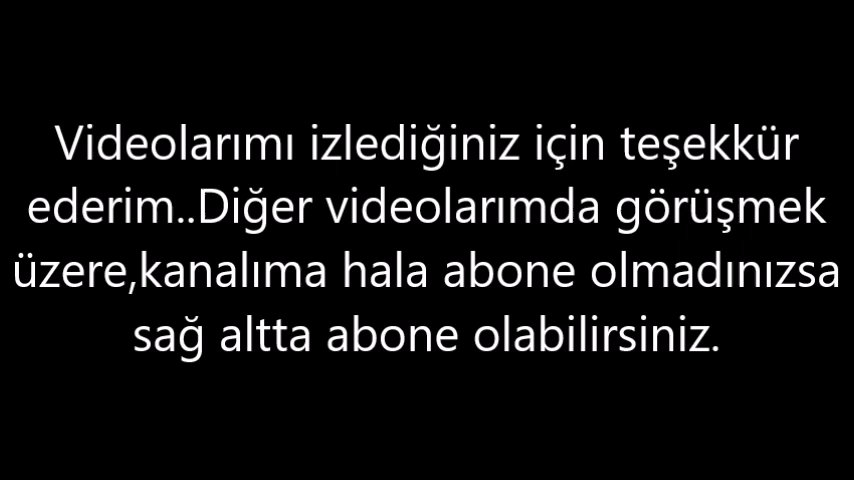 Videolarımı izlediğiniz için teşekkür
ederim..Diğer videolarımda görüşmek
üzere,kanalıma hala abone olmadınızsa
sağ altta abone olabilirsiniz.